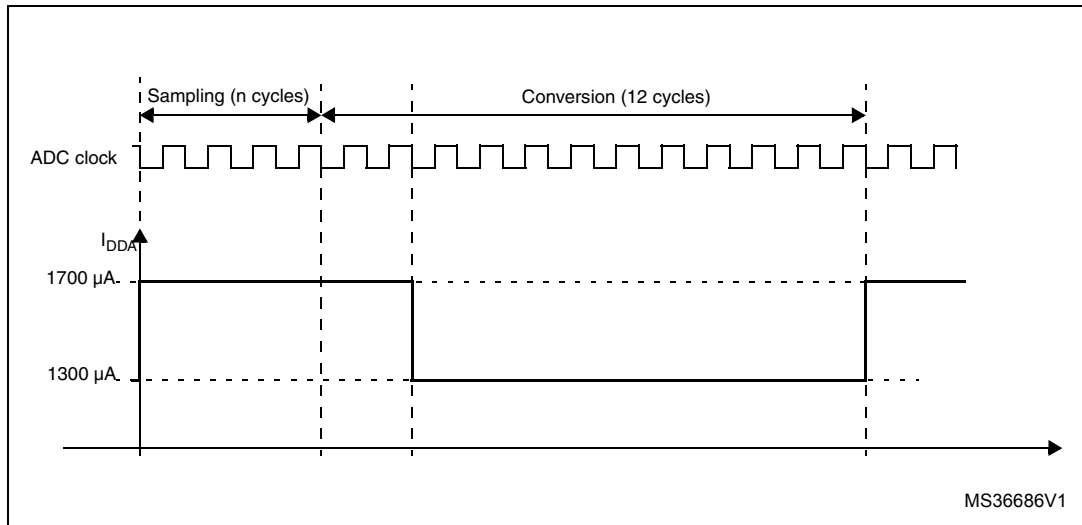 Sampling (n cycles)
Conversion (12 cycles)
ADC clock
IDDA
1700 µA
1300 µA
MS36686V1